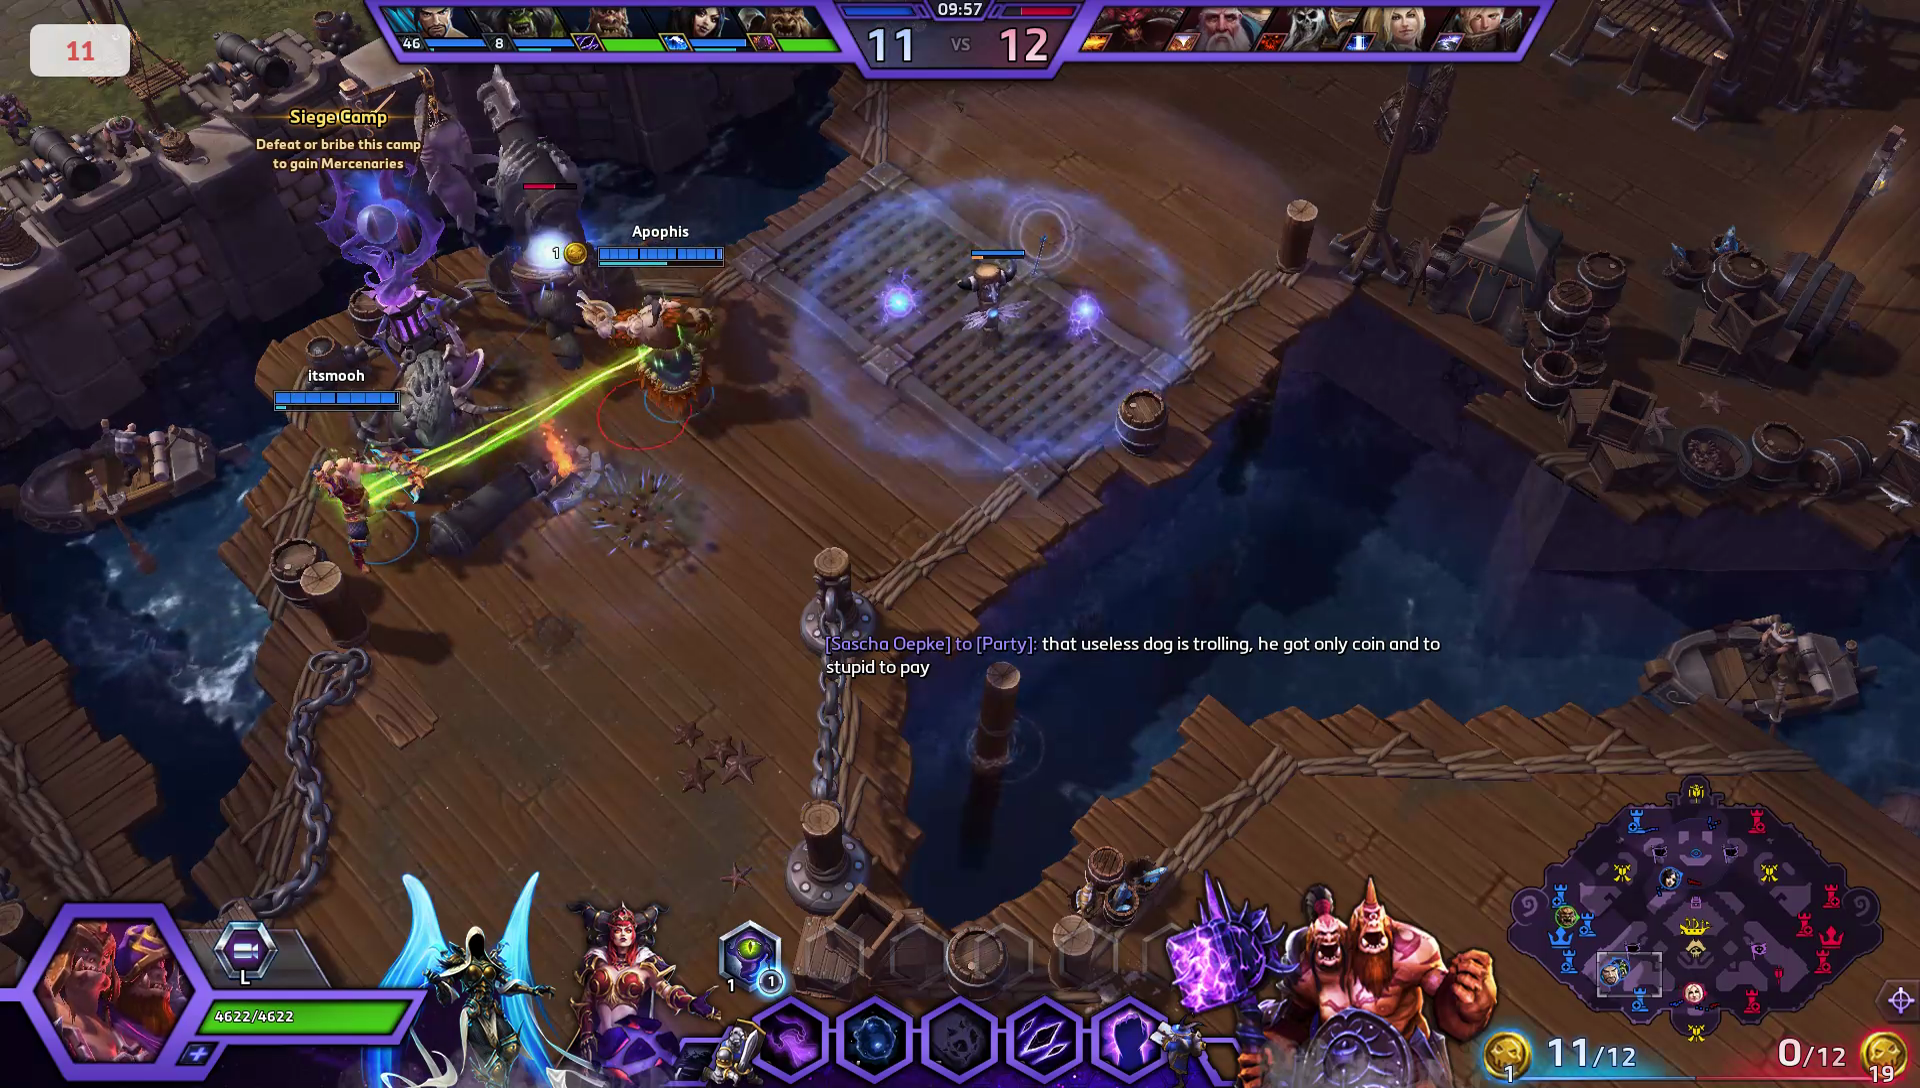 11
46
8
09:57
11 VS 12
Siege Camp
Defeat or bribe this camp
to gain Mercenaries
1
Apophis
itsmooh
[Sascha Oepke] to [Party]: that useless dog is trolling, he got only coin and to
stupid to pay
L
4622/4622
1
1
11/12
1
0/12
19